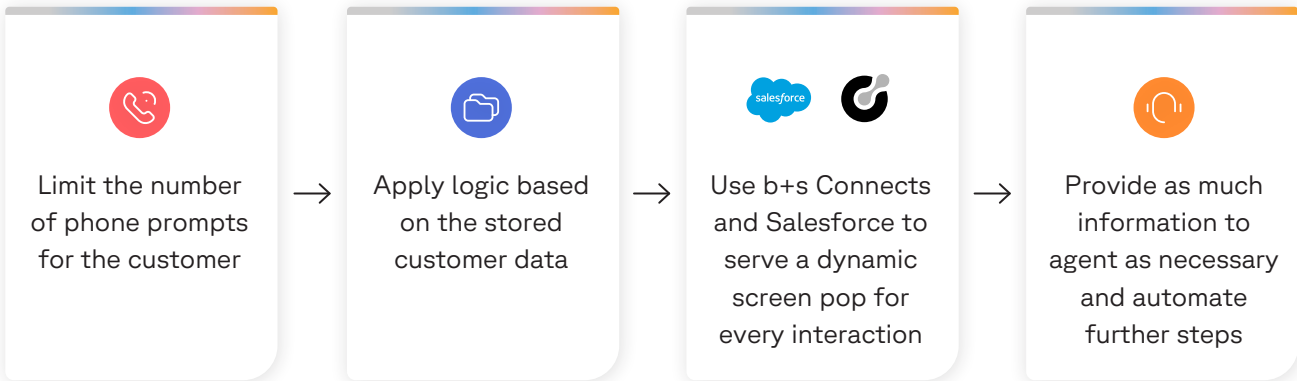 Limit the number
of phone prompts
for the customer
Apply logic based
on the stored
customer data
salesforce
Use b+s Connects
and Salesforce to
serve a dynamic
screen pop for
every interaction
Provide as much
information to
agent as necessary
and automate
further steps